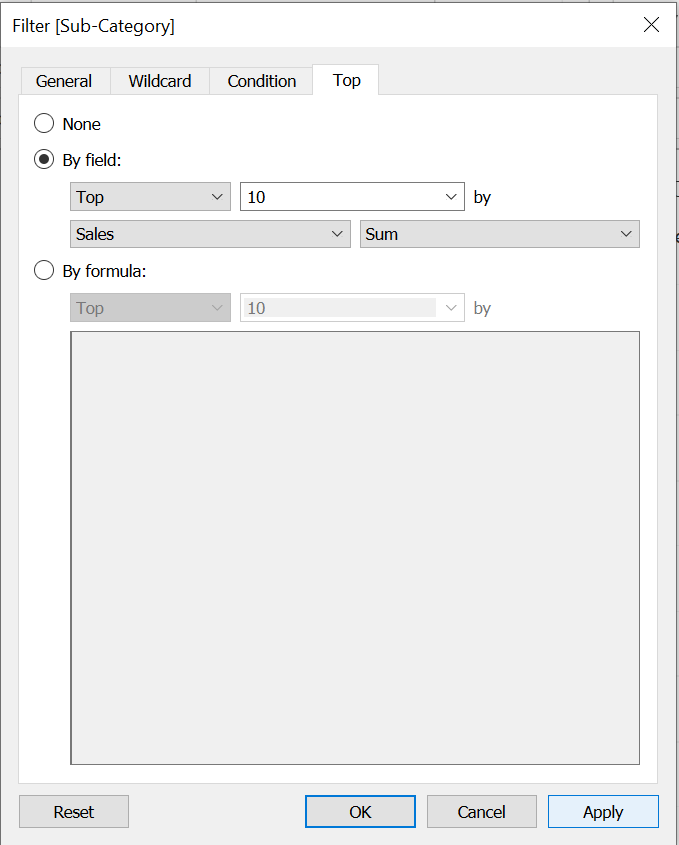 Filter [Sub-Category]
General Wildcard Condition Top
None
By field:
Top 10 by
Sales Sum
By formula:
Top 10 by
Reset OK Cancel Apply